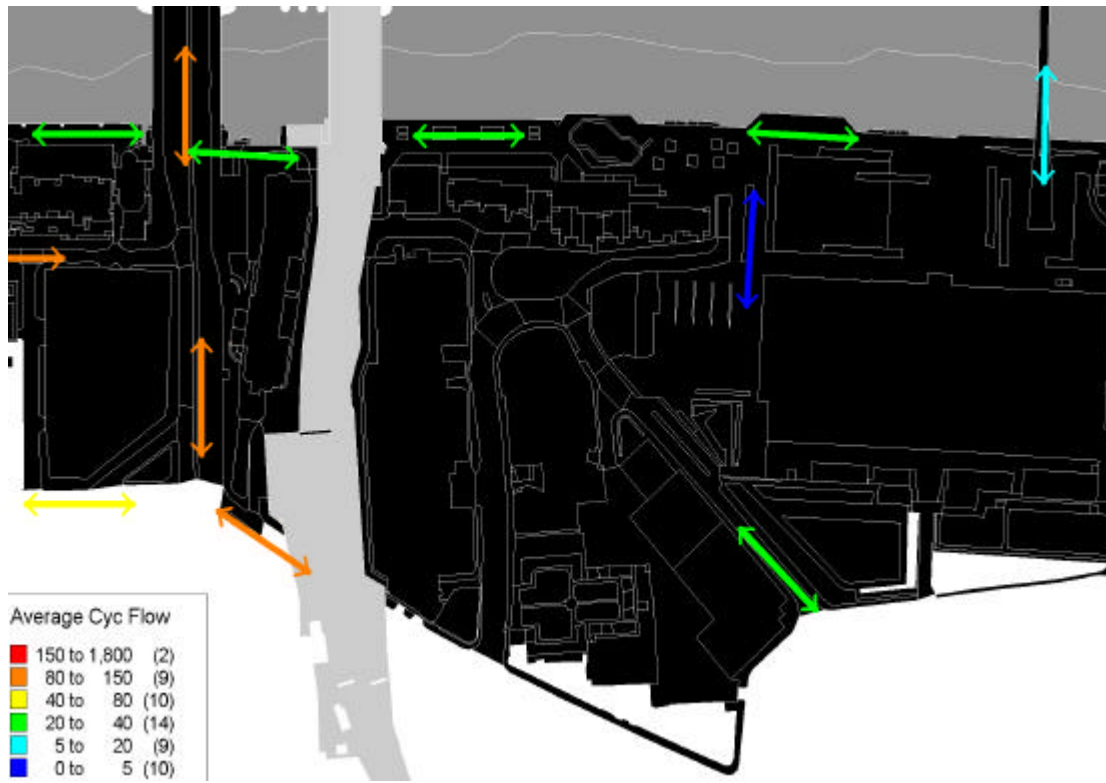 Average Cyc Flow
150 to 1,800 (2)
80 to 150 (9)
40 to 80 (10)
20 to 40 (14)
5 to 20 (9)
0 to 5 (10)